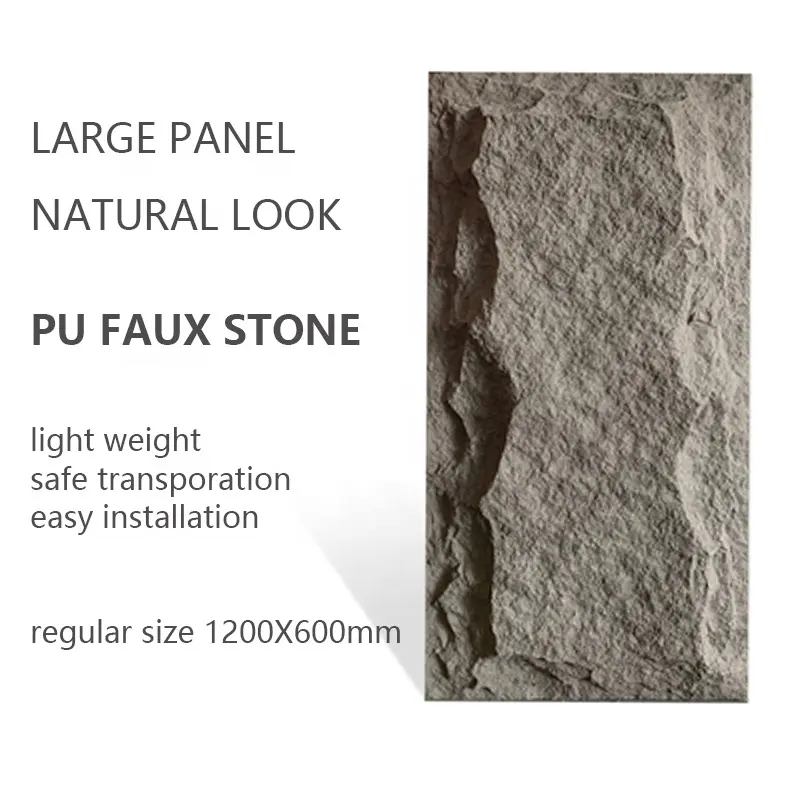 LARGE PANEL
NATURAL LOOK
PU FAUX STONE
light weight
safe transporation
easy installation
regular size 1200X600mm